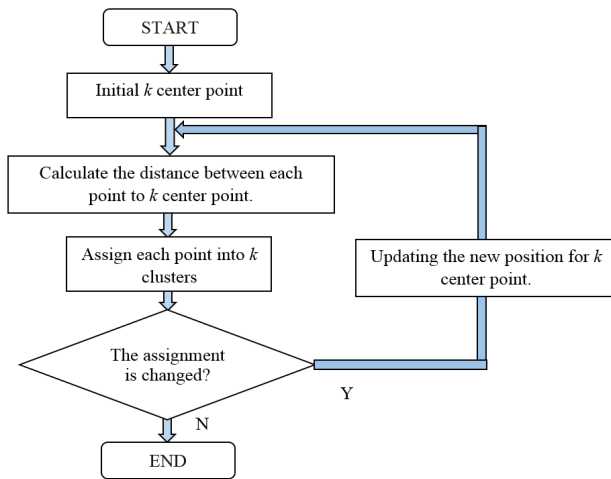 START
Initial k center point
Calculate the distance between each
point to k center point.
Assign each point into k
clusters
Updating the new position for k
center point.
The assignment
is changed?
Y
N
END